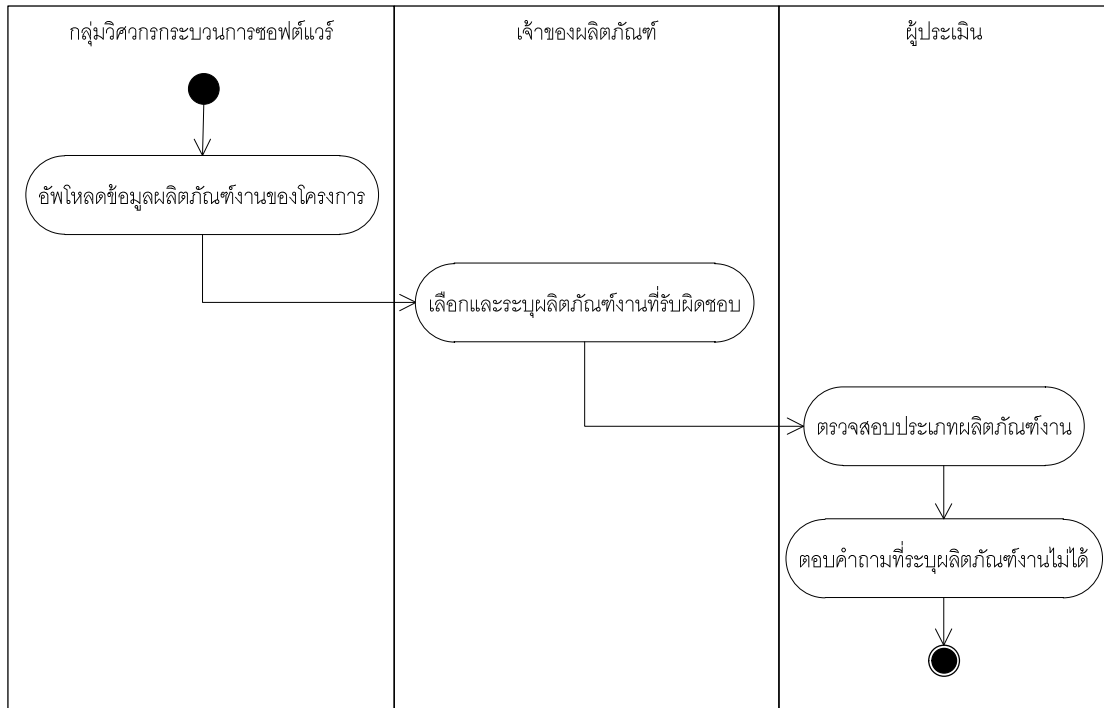 กลุ่มวิศวกรกระบวนการซอฟต์แวร์
เจ้าของผลิตภัณฑ์
ผู้ประเมิน
อัพโหลดข้อมูลผลิตภัณฑ์งานของโครงการ
เลือกและระบุผลิตภัณฑ์งานที่รับผิดชอบ
ตรวจสอบประเภทผลิตภัณฑ์งาน
ตอบคำถามที่ระบุผลิตภัณฑ์งานไม่ได้